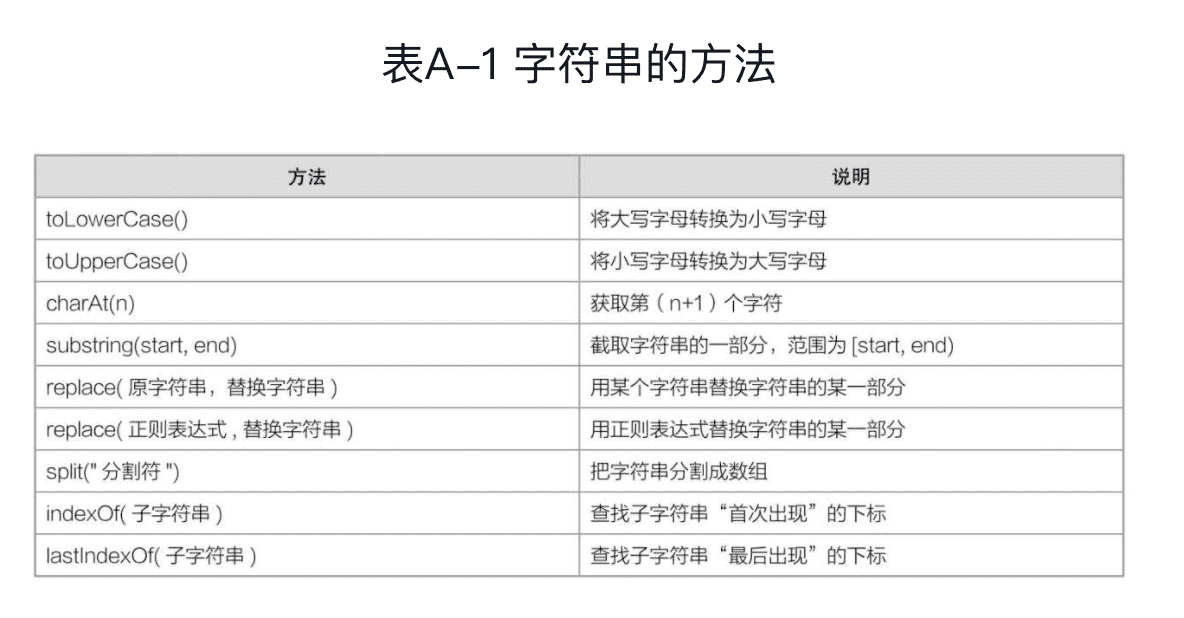 表A-1 字符串的方法
方法 说明
toLowerCase() 将大写字母转换为小写字母
toUpperCase() 将小写字母转换为大写字母
charAt(n) 获取第（n+1）个字符
substring(start, end) 截取字符串的一部分，范围为 [start, end)
replace( 原字符串，替换字符串 ) 用某个字符串替换字符串的某一部分
replace( 正则表达式 , 替换字符串 ) 用正则表达式替换字符串的某一部分
split(" 分割符 ") 把字符串分割成数组
indexOf( 子字符串 ) 查找子字符串“首次出现”的下标
lastIndexOf( 子字符串 ) 查找子字符串“最后出现”的下标